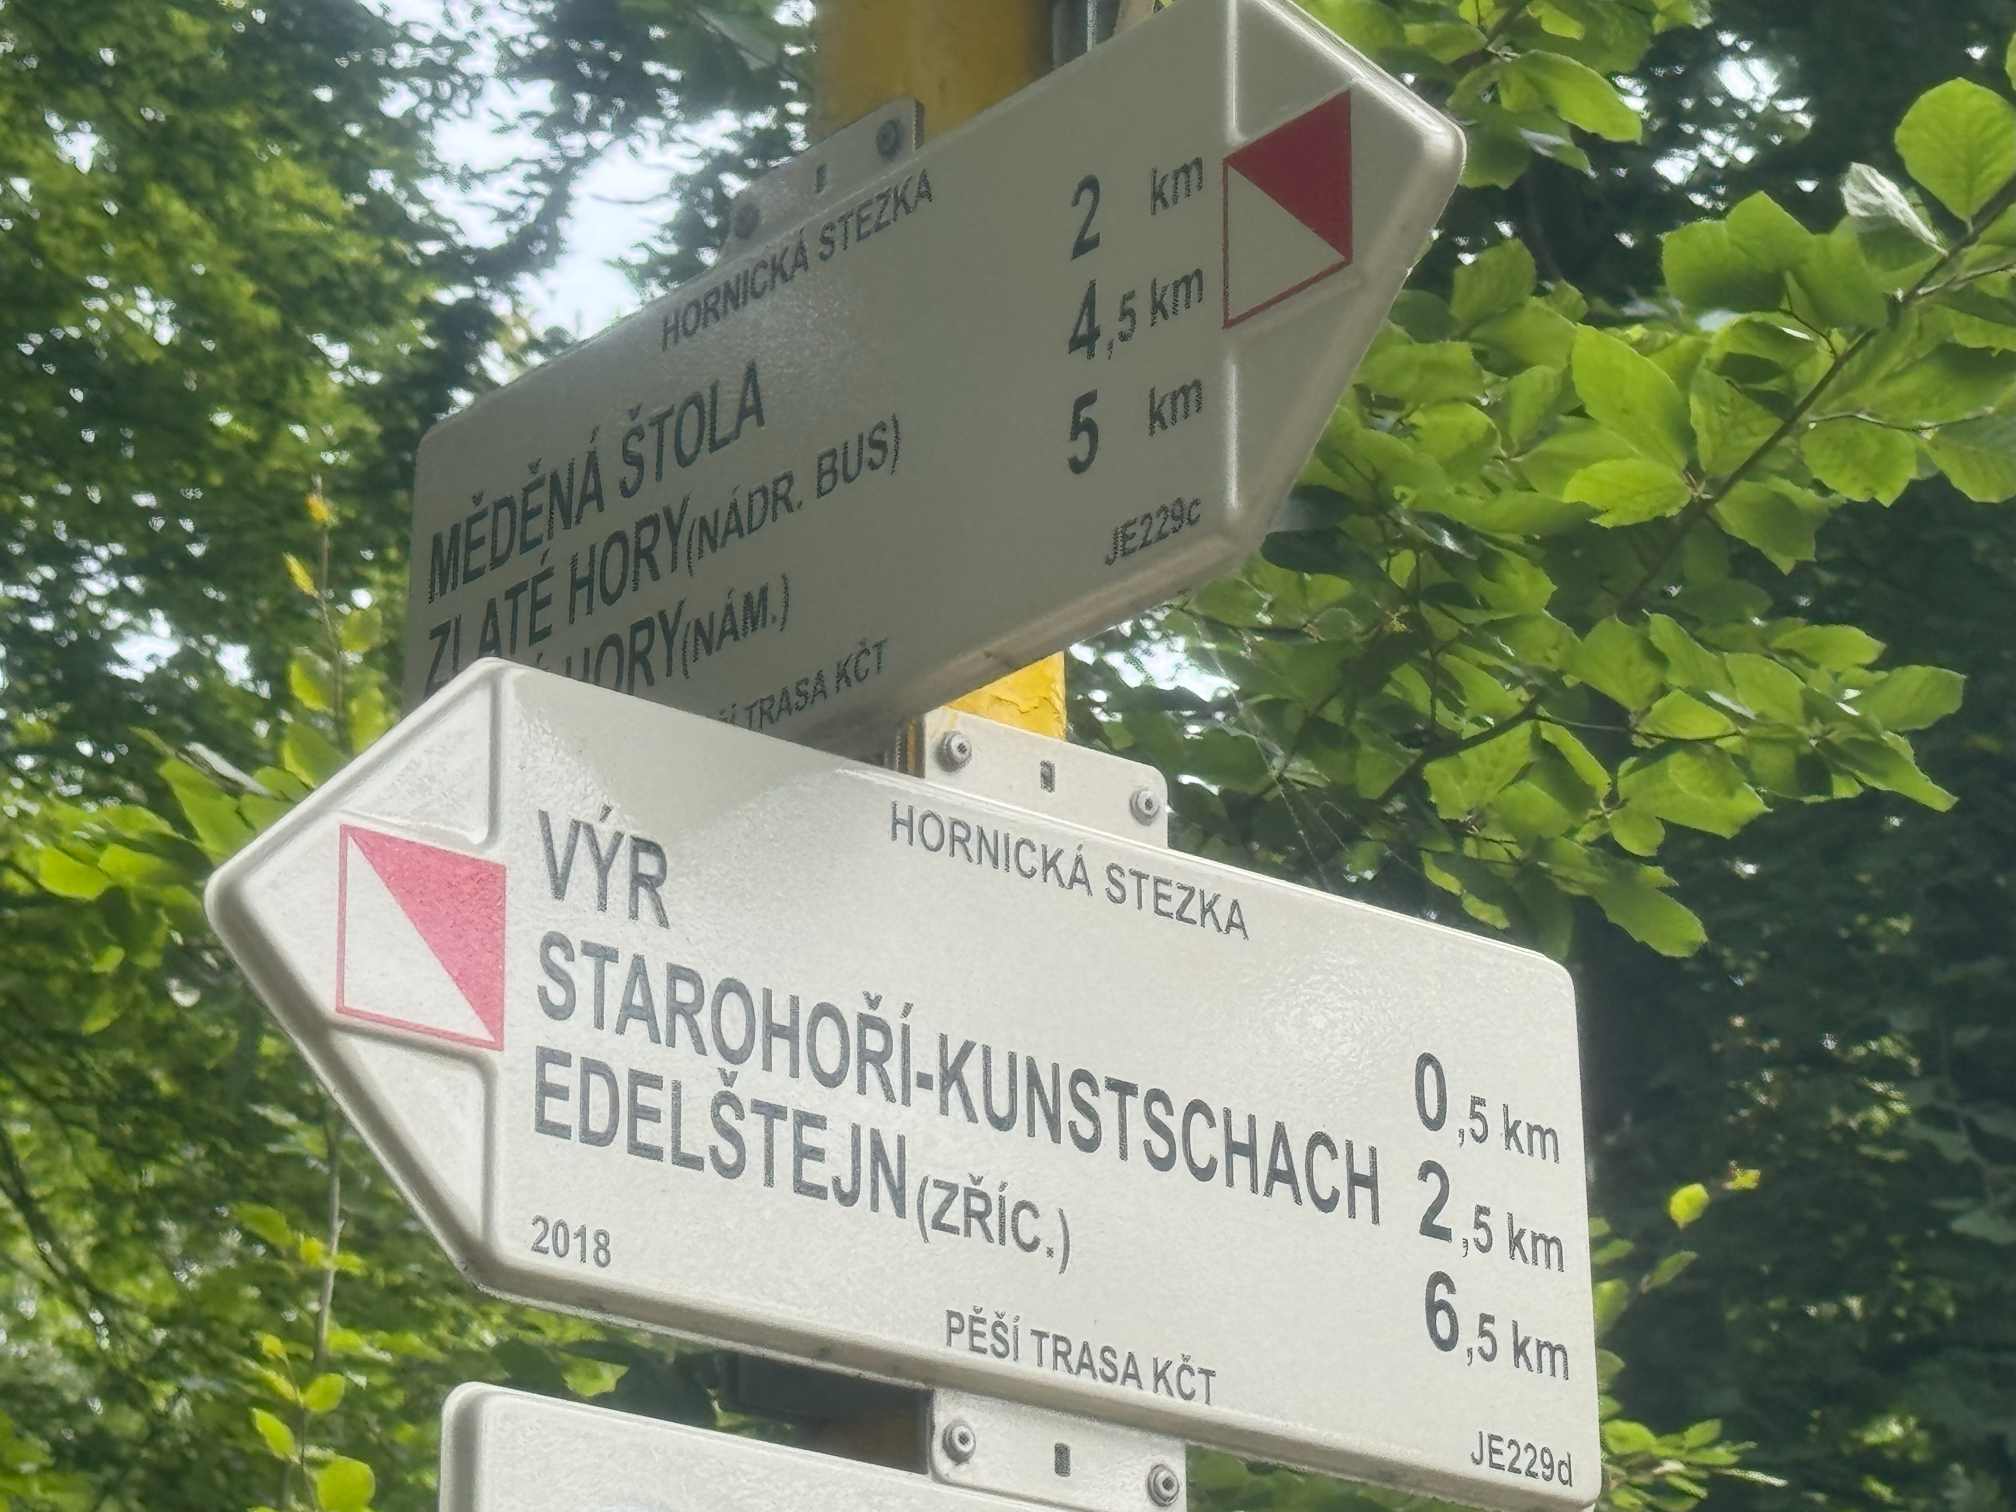 HORNICKÁ STEZKA
MĚDĚNÁ ŠTOLA 2 km
ZLATÉ HORY(NÁDR. BUS) 4,5 km
HORY(NÁM.) 5 km
JE229c
TRASA KČT
HORNICKÁ STEZKA
VÝR 0,5 km
STAROHOŘÍ-KUNSTSCHACH 2,5 km
EDELŠTEJN(ZŘÍC.) 6,5 km
2018
PĚŠÍ TRASA KČT
JE229d